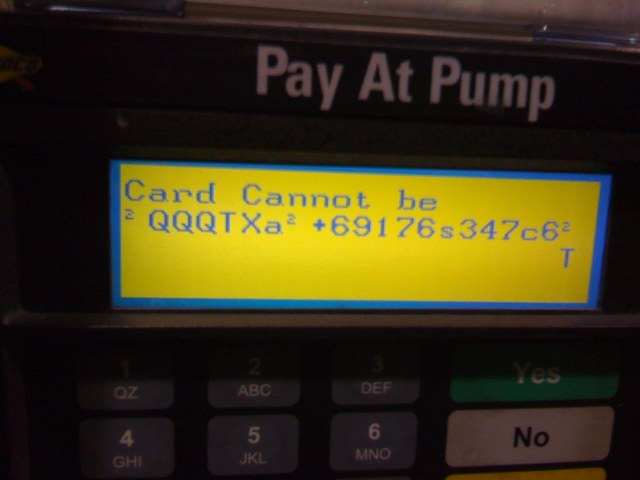 Pay At Pump
Card Cannot be
² QQQTXa² +69176s347c6²
T
1 2 3 Yes
QZ ABC DEF
4 5 6 No
GHI JKL MNO